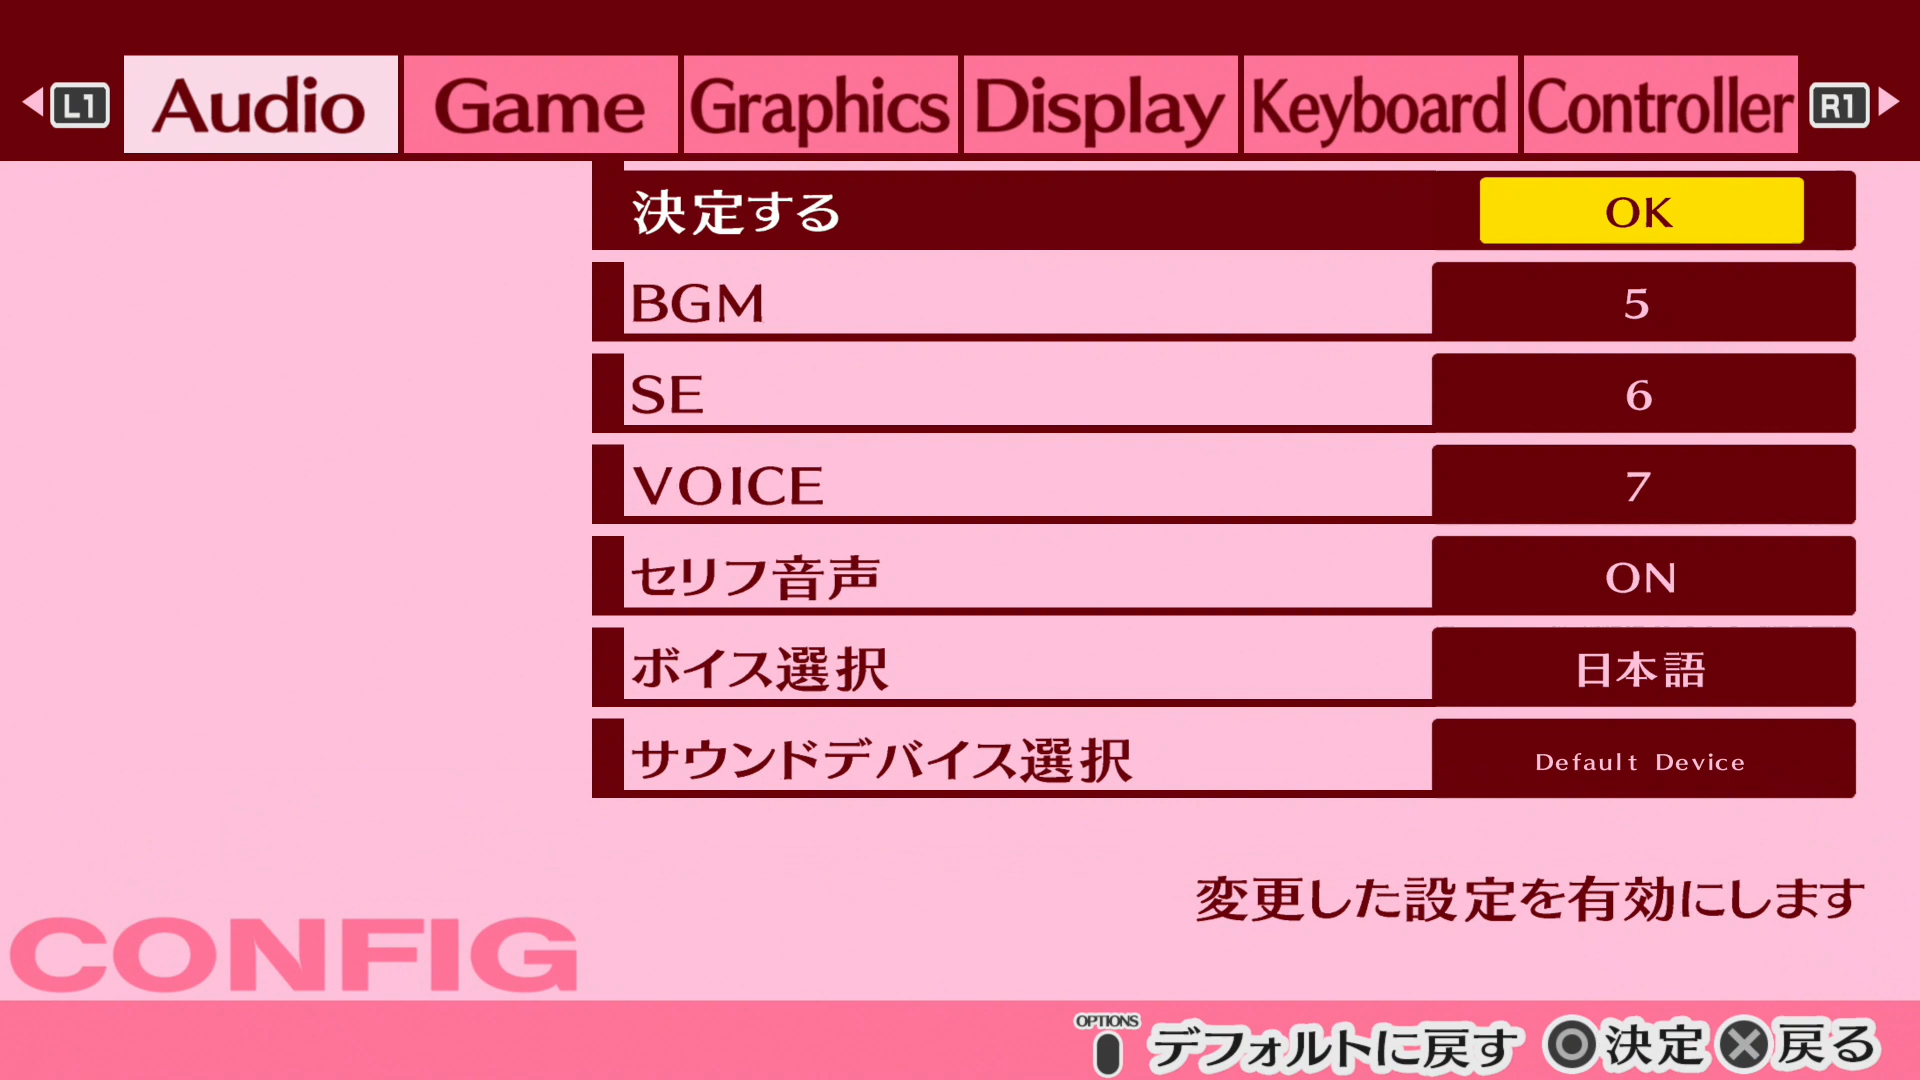 L1 Audio Game Graphics Display Keyboard Controller R1
決定する OK
BGM 5
SE 6
VOICE 7
セリフ音声 ON
ボイス選択 日本語
サウンドデバイス選択 Default Device
変更した設定を有効にします
CONFIG
OPTIONS デフォルトに戻す 決定 戻る